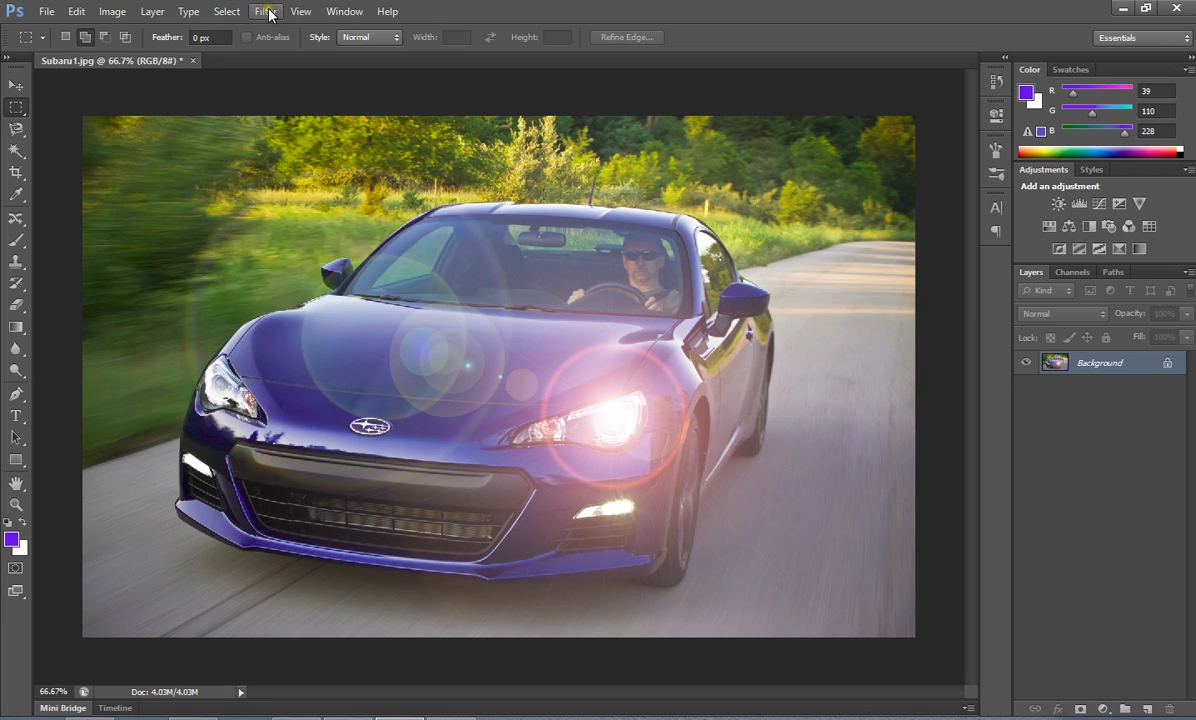 Ps File Edit Image Layer Type Select Filter View Window Help
Feather: 0 px Anti-alias Style: Normal Width: Height: Refine Edge... Essentials
Subaru1.jpg @ 66.7% (RGB/8#) * ×
Color Swatches
R 39
G 110
B 228
Adjustments Styles
Add an adjustment
Layers Channels Paths
Kind
Normal Opacity: 100%
Lock: Fill: 100%
Background
66.67% Doc: 4.03M/4.03M
Mini Bridge Timeline